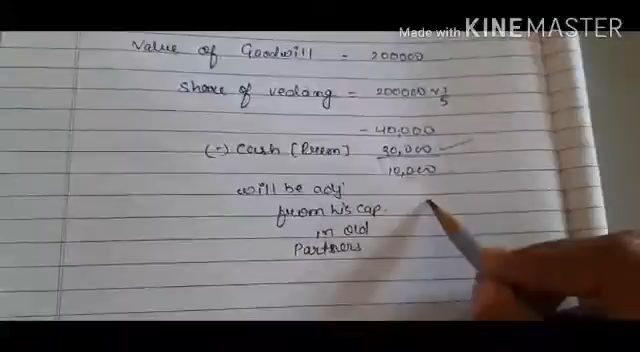 Made with KINEMASTER
Value of Goodwill = 200000
Share of vedang = 200000 × 1/5
- 40,000
(-) Cash (Prem) 30,000
10,000
will be adj
from his cap.
in old
Partners